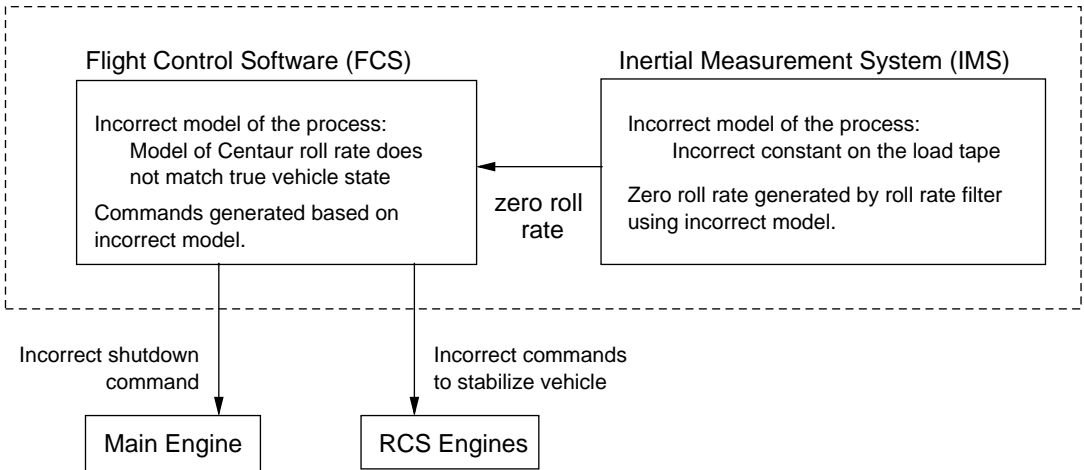 Flight Control Software (FCS)
Incorrect model of the process:
Model of Centaur roll rate does
not match true vehicle state
Commands generated based on
incorrect model.
zero roll
rate
Inertial Measurement System (IMS)
Incorrect model of the process:
Incorrect constant on the load tape
Zero roll rate generated by roll rate filter
using incorrect model.
Incorrect shutdown
command
Incorrect commands
to stabilize vehicle
Main Engine
RCS Engines